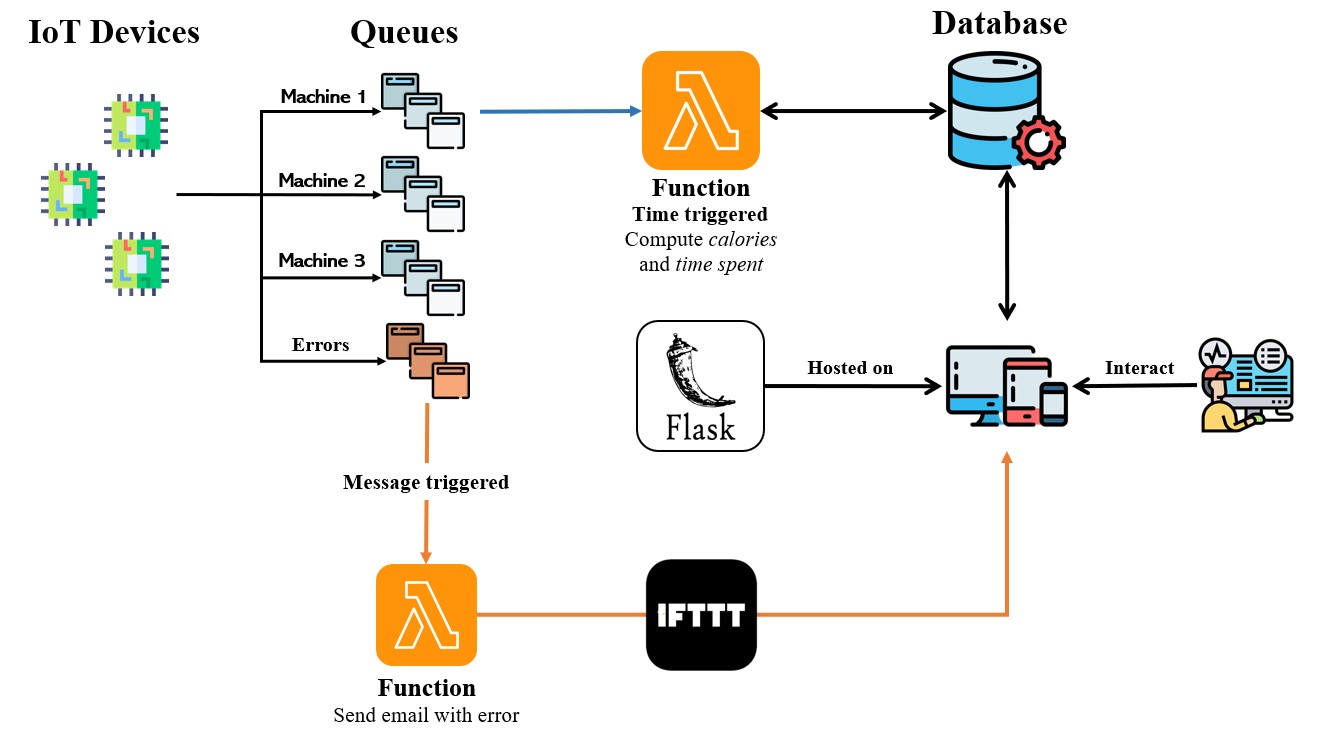 IoT Devices
Queues
Database
Machine 1
Machine 2
Machine 3
Errors
Function
Time triggered
Compute calories
and time spent
Flask
Hosted on
Interact
Message triggered
IFTTT
Function
Send email with error